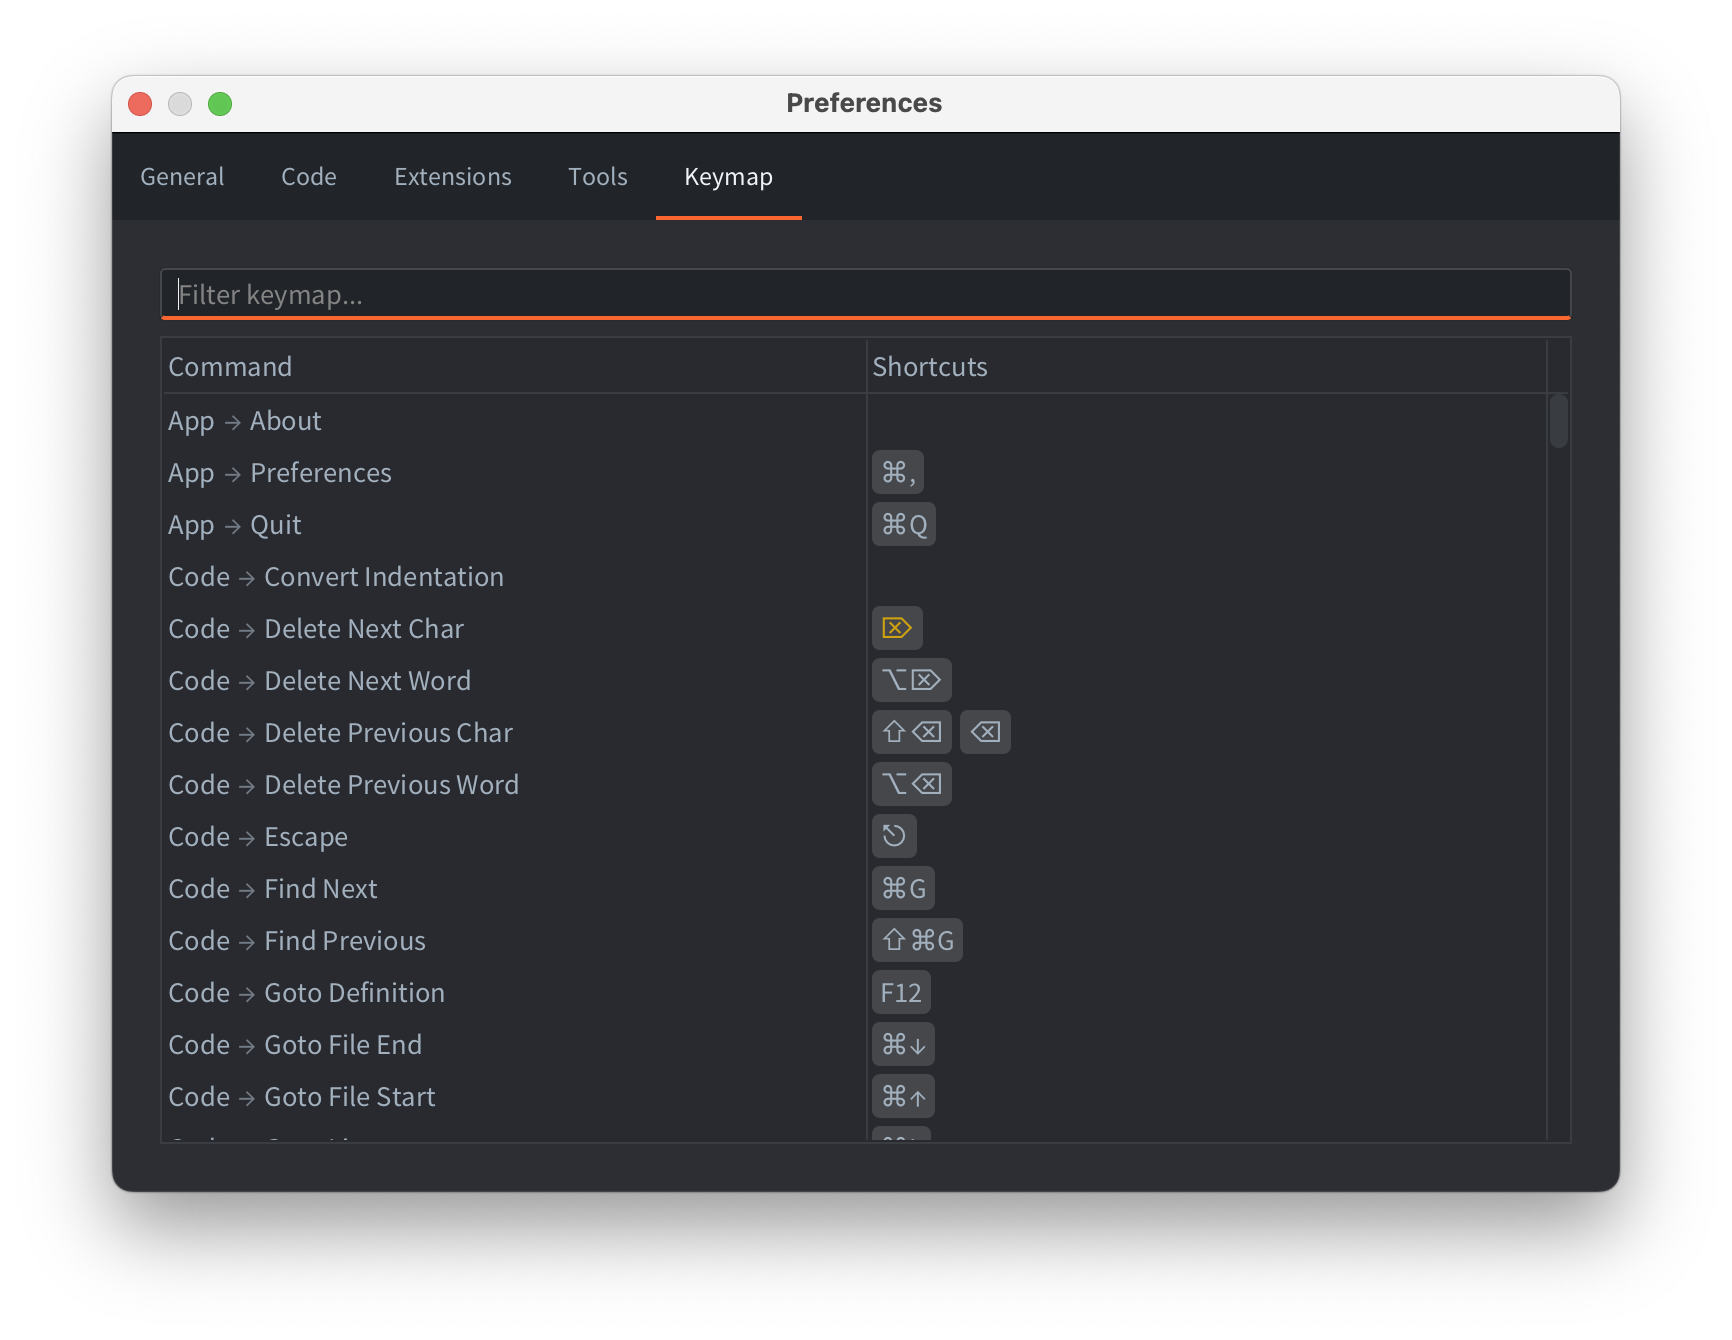 Preferences
General Code Extensions Tools Keymap
Filter keymap...
Command Shortcuts
App → About
App → Preferences ⌘,
App → Quit ⌘Q
Code → Convert Indentation
Code → Delete Next Char ⌦
Code → Delete Next Word ⌥⌦
Code → Delete Previous Char ⇧⌫ ⌫
Code → Delete Previous Word ⌥⌫
Code → Escape ⎋
Code → Find Next ⌘G
Code → Find Previous ⇧⌘G
Code → Goto Definition F12
Code → Goto File End ⌘↓
Code → Goto File Start ⌘↑